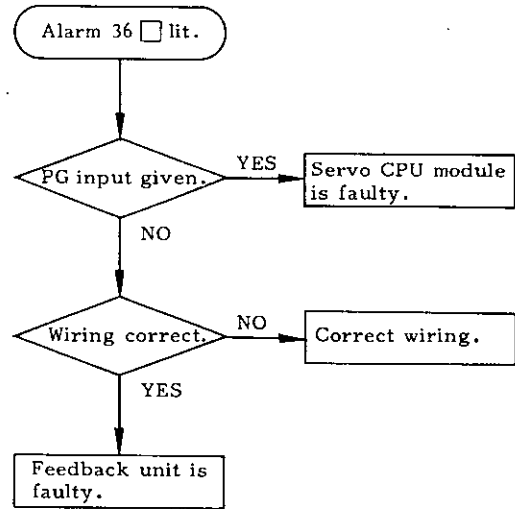 Alarm 36 □ lit.
PG input given.
YES
Servo CPU module
is faulty.
NO
Wiring correct.
NO
Correct wiring.
YES
Feedback unit is
faulty.